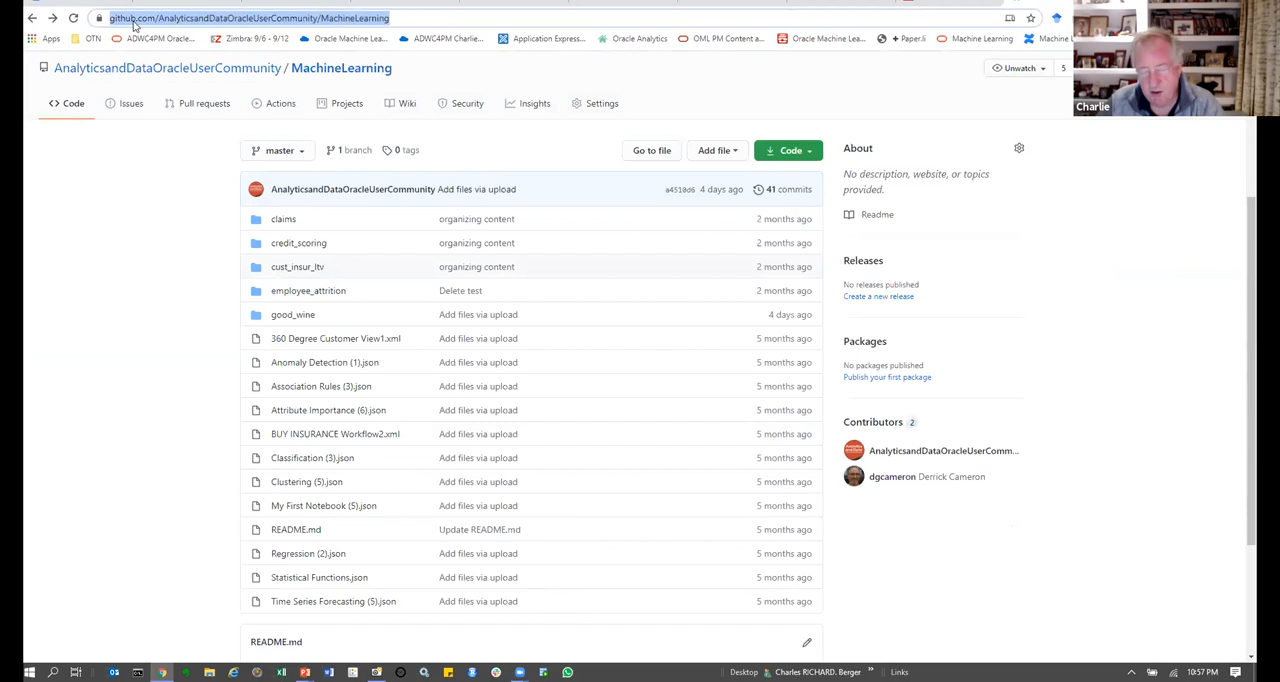 github.com/AnalyticsandDataOracleUserCommunity/MachineLearning
Apps
OTN
ADWC4PM Oracle...
Zimbra: 9/6 - 9/12
Oracle Machine Lea...
ADWC4PM Charlie...
Application Express...
Oracle Analytics
OML PM Content a...
Oracle Machine Lea...
+ Paper.li
Machine Learning
Machine L
Charlie
AnalyticsandDataOracleUserCommunity / MachineLearning
Unwatch
5
Code
Issues
Pull requests
Actions
Projects
Wiki
Security
Insights
Settings
master
1 branch
0 tags
Go to file
Add file
Code
AnalyticsandDataOracleUserCommunity Add files via upload
a4510d6 4 days ago
41 commits
claims organizing content 2 months ago
credit_scoring organizing content 2 months ago
cust_insur_ltv organizing content 2 months ago
employee_attrition Delete test 2 months ago
good_wine Add files via upload 4 days ago
360 Degree Customer View1.xml Add files via upload 5 months ago
Anomaly Detection (1).json Add files via upload 5 months ago
Association Rules (3).json Add files via upload 5 months ago
Attribute Importance (6).json Add files via upload 5 months ago
BUY INSURANCE Workflow2.xml Add files via upload 5 months ago
Classification (3).json Add files via upload 5 months ago
Clustering (5).json Add files via upload 5 months ago
My First Notebook (5).json Add files via upload 5 months ago
README.md Update README.md 5 months ago
Regression (2).json Add files via upload 5 months ago
Statistical Functions.json Add files via upload 5 months ago
Time Series Forecasting (5).json Add files via upload 5 months ago
README.md
About
No description, website, or topics
provided.
Readme
Releases
No releases published
Create a new release
Packages
No packages published
Publish your first package
Contributors 2
AnalyticsandDataOracleUserComm...
dgcameron Derrick Cameron
Desktop
Charles RICHARD. Berger
»
Links
10:57 PM